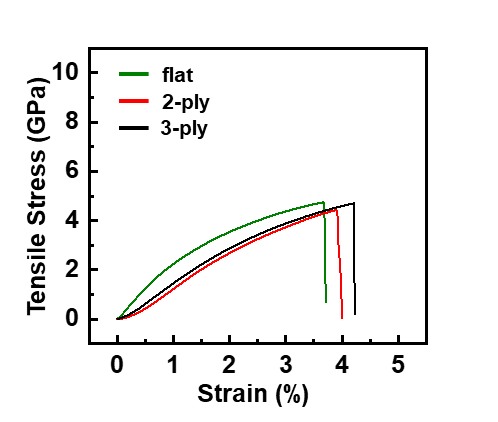 flat
2-ply
3-ply
Tensile Stress (GPa)
10
8
6
4
2
0
0 1 2 3 4 5
Strain (%)